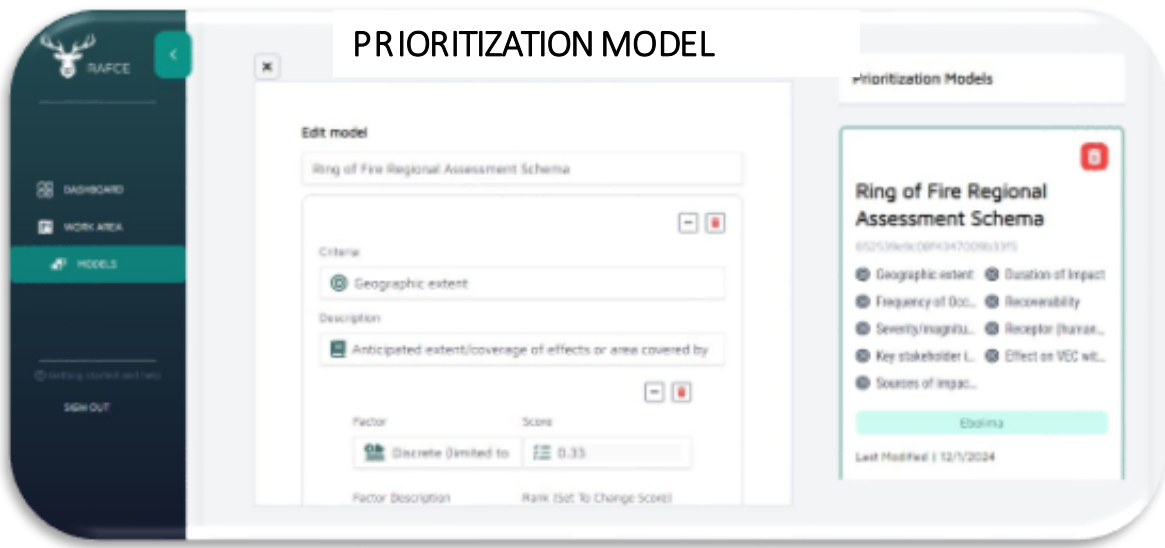 PRIORITIZATION MODEL
RAFCE
DASHBOARD
WORK AREA
MODELS
Getting started and help
SIGN OUT
Edit model
Ring of Fire Regional Assessment Schema
Criteria
Geographic extent
Description
Anticipated extent/coverage of effects or area covered by
Factor Score
Discrete (limited to 0.33
Factor Description Rank (Set To Change Score)
Prioritization Models
Ring of Fire Regional
Assessment Schema
Geographic extent Duration of Impact
Frequency of Occ... Recoverability
Severity/magnitu... Receptor (human...
Key stakeholder i... Effect on VEC wit...
Sources of impac...
Last Modified | 12/1/2024